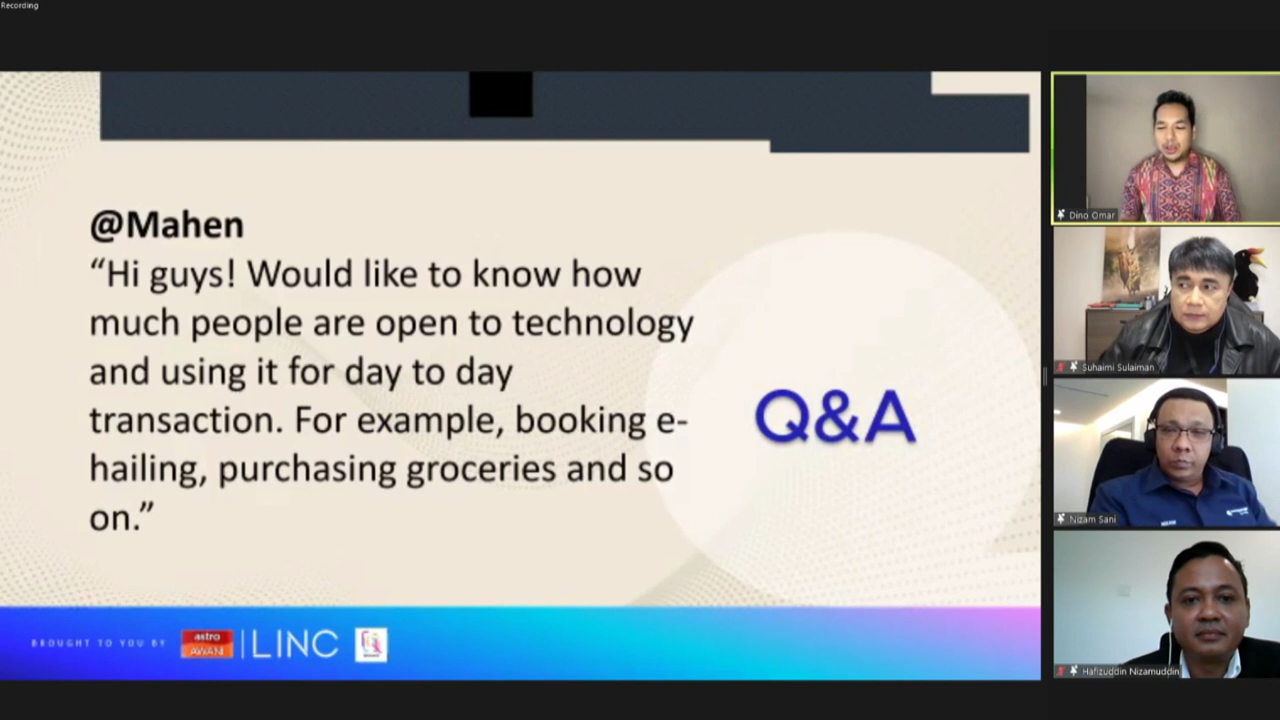 Recording
@Mahen
“Hi guys! Would like to know how
much people are open to technology
and using it for day to day
transaction. For example, booking e-
hailing, purchasing groceries and so
on.”
Q&A
BROUGHT TO YOU BY
astro
AWANI
LINC
Dino Omar
Suhaimi Sulaiman
Nizam Sani
Hafizuddin Nizamuddin